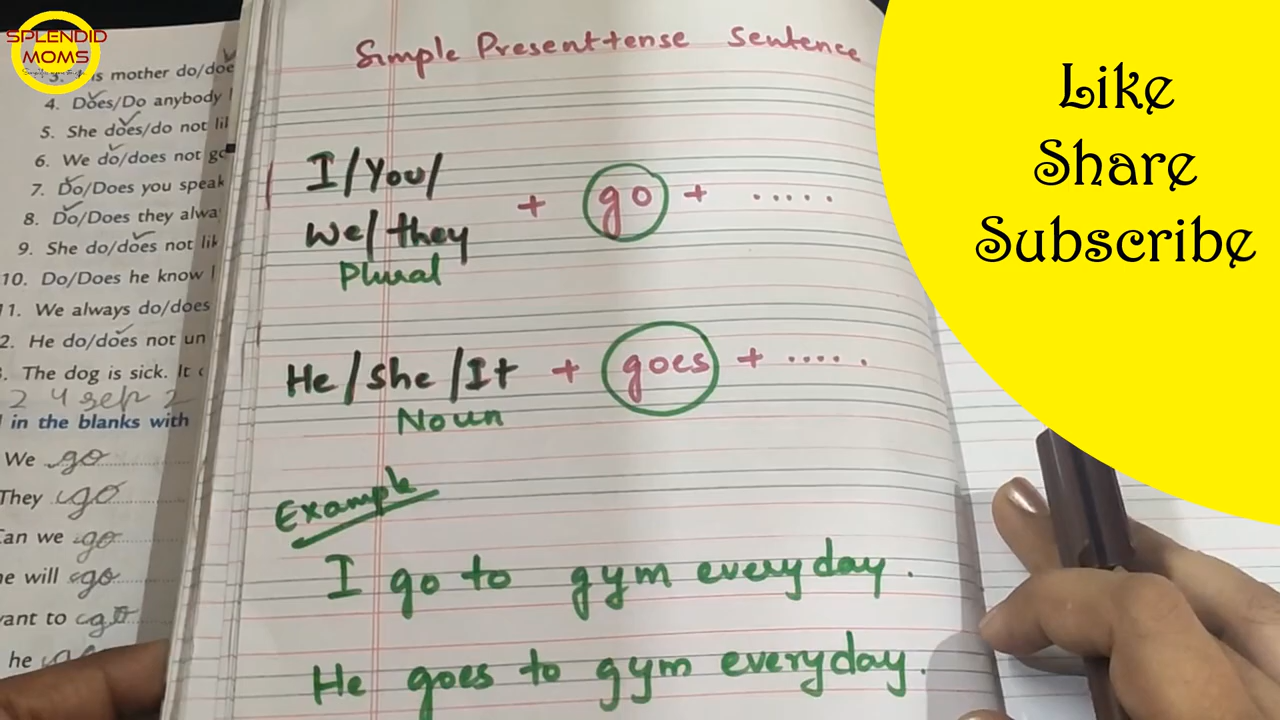 SPLENDID
MOMS
is mother do/doe
4. Does/Do anybody
5. She does/do not lik
6. We do/does not go
7. Do/Does you speak
8. Do/Does they alwa
9. She do/does not lik
10. Do/Does he know
11. We always do/does
2. He do/does not un
The dog is sick. It
in the blanks with
We go
They go
an we go
e will go
ant to go
he
Simple Present tense Sentence
I/You/
We/they + go + .....
Plural
He/She/It + goes + .....
Noun
Example
I go to gym everyday.
He goes to gym everyday.
Like
Share
Subscribe